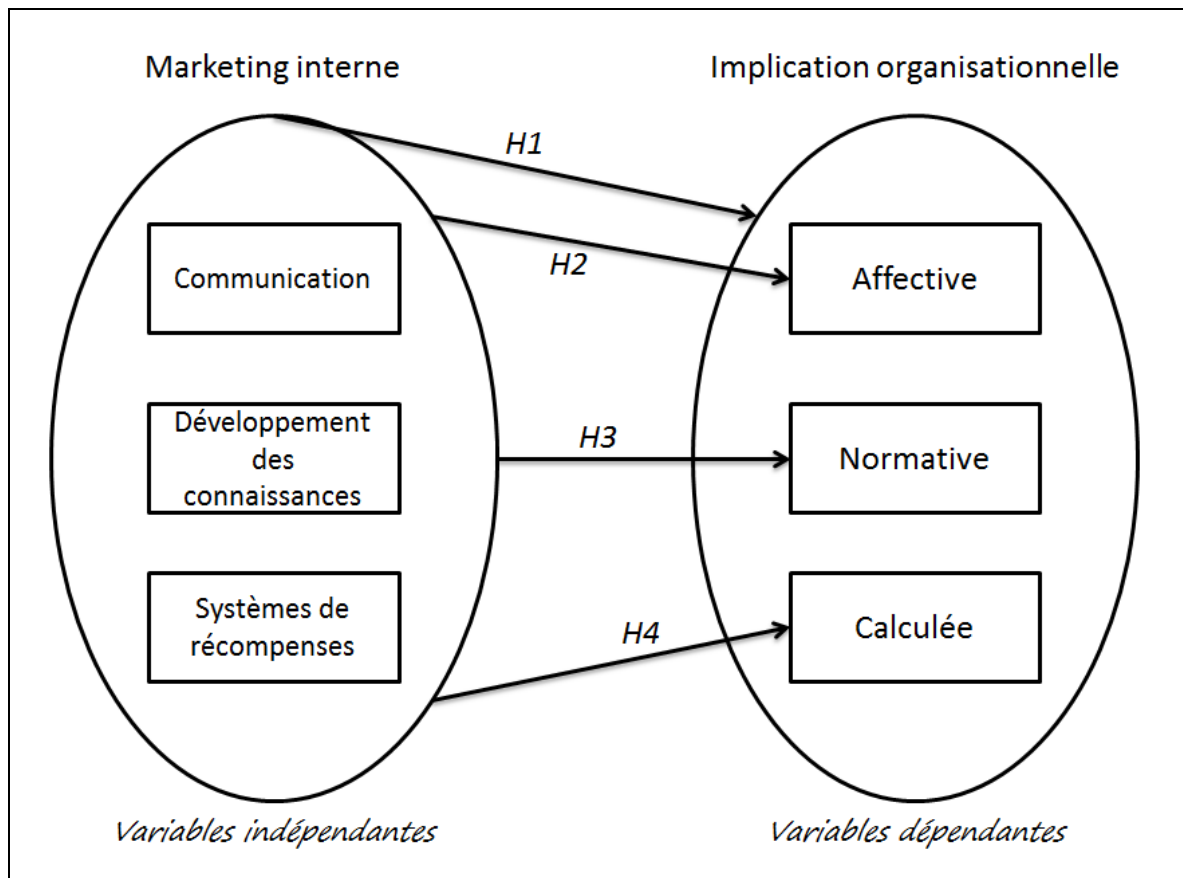 Marketing interne
Implication organisationnelle
H1
H2
Communication
Affective
Développement
des
connaissances
H3
Normative
Systèmes de
récompenses
H4
Calculée
Variables indépendantes
Variables dépendantes